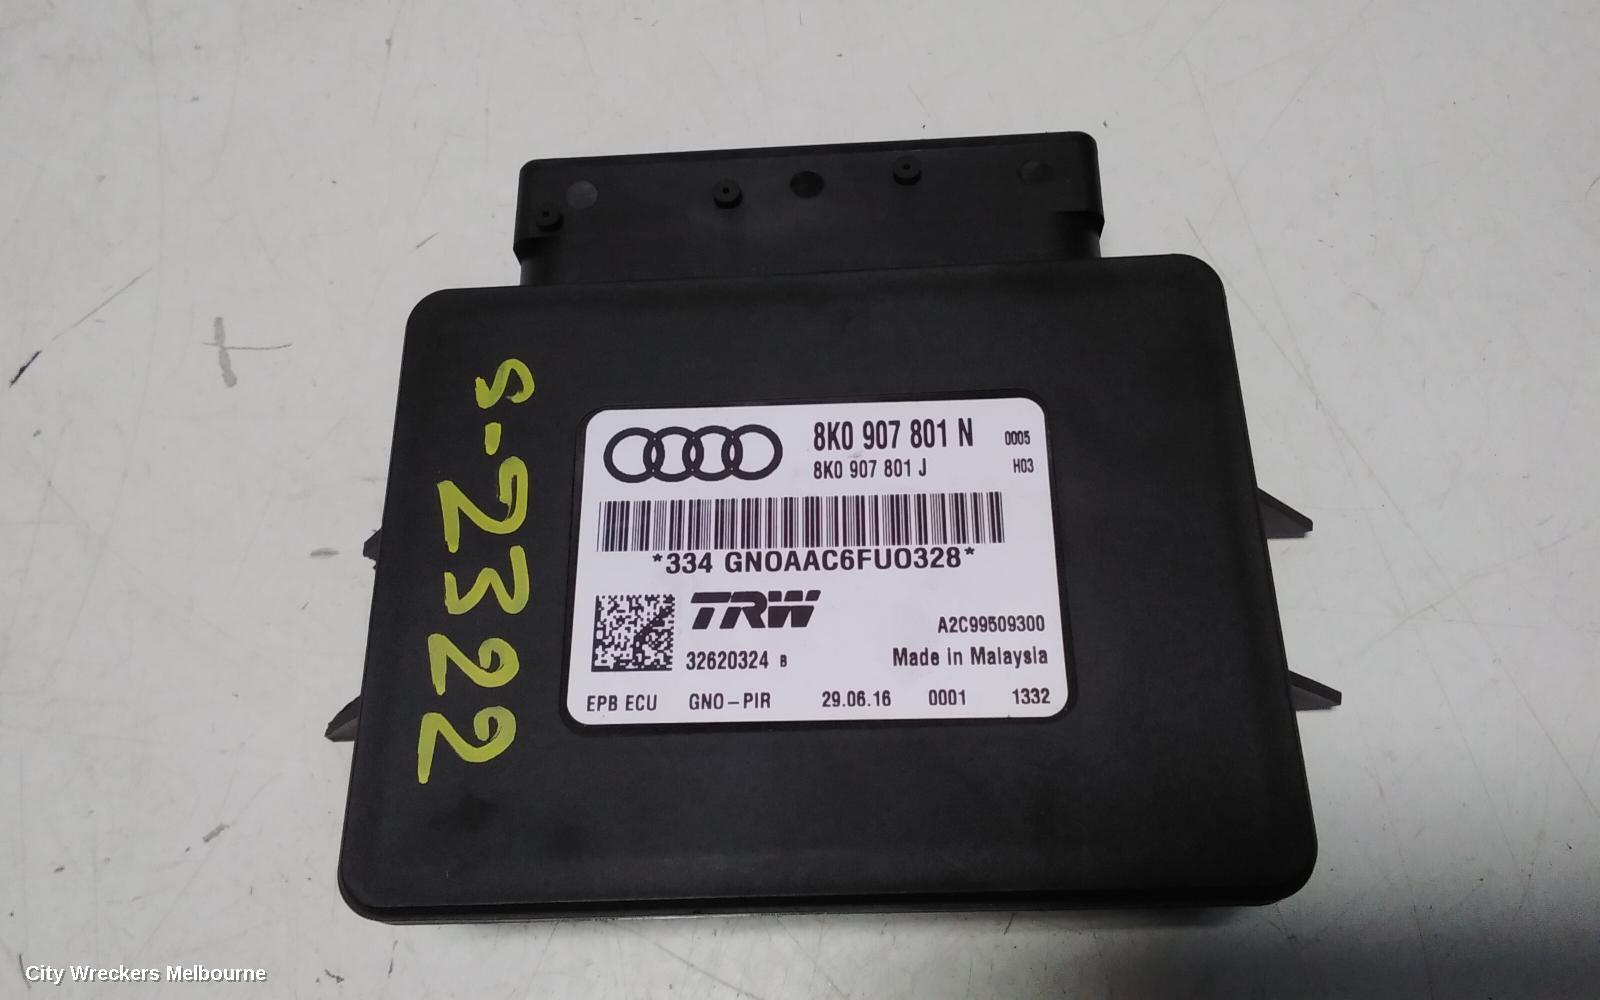 S-2322
8K0 907 801 N 0005
8K0 907 801 J H03
*334 GNOAAC6FU0328*
TRW
A2C99509300
32620324 B Made in Malaysia
EPB ECU GNO-PIR 29.06.16 0001 1332
City Wreckers Melbourne